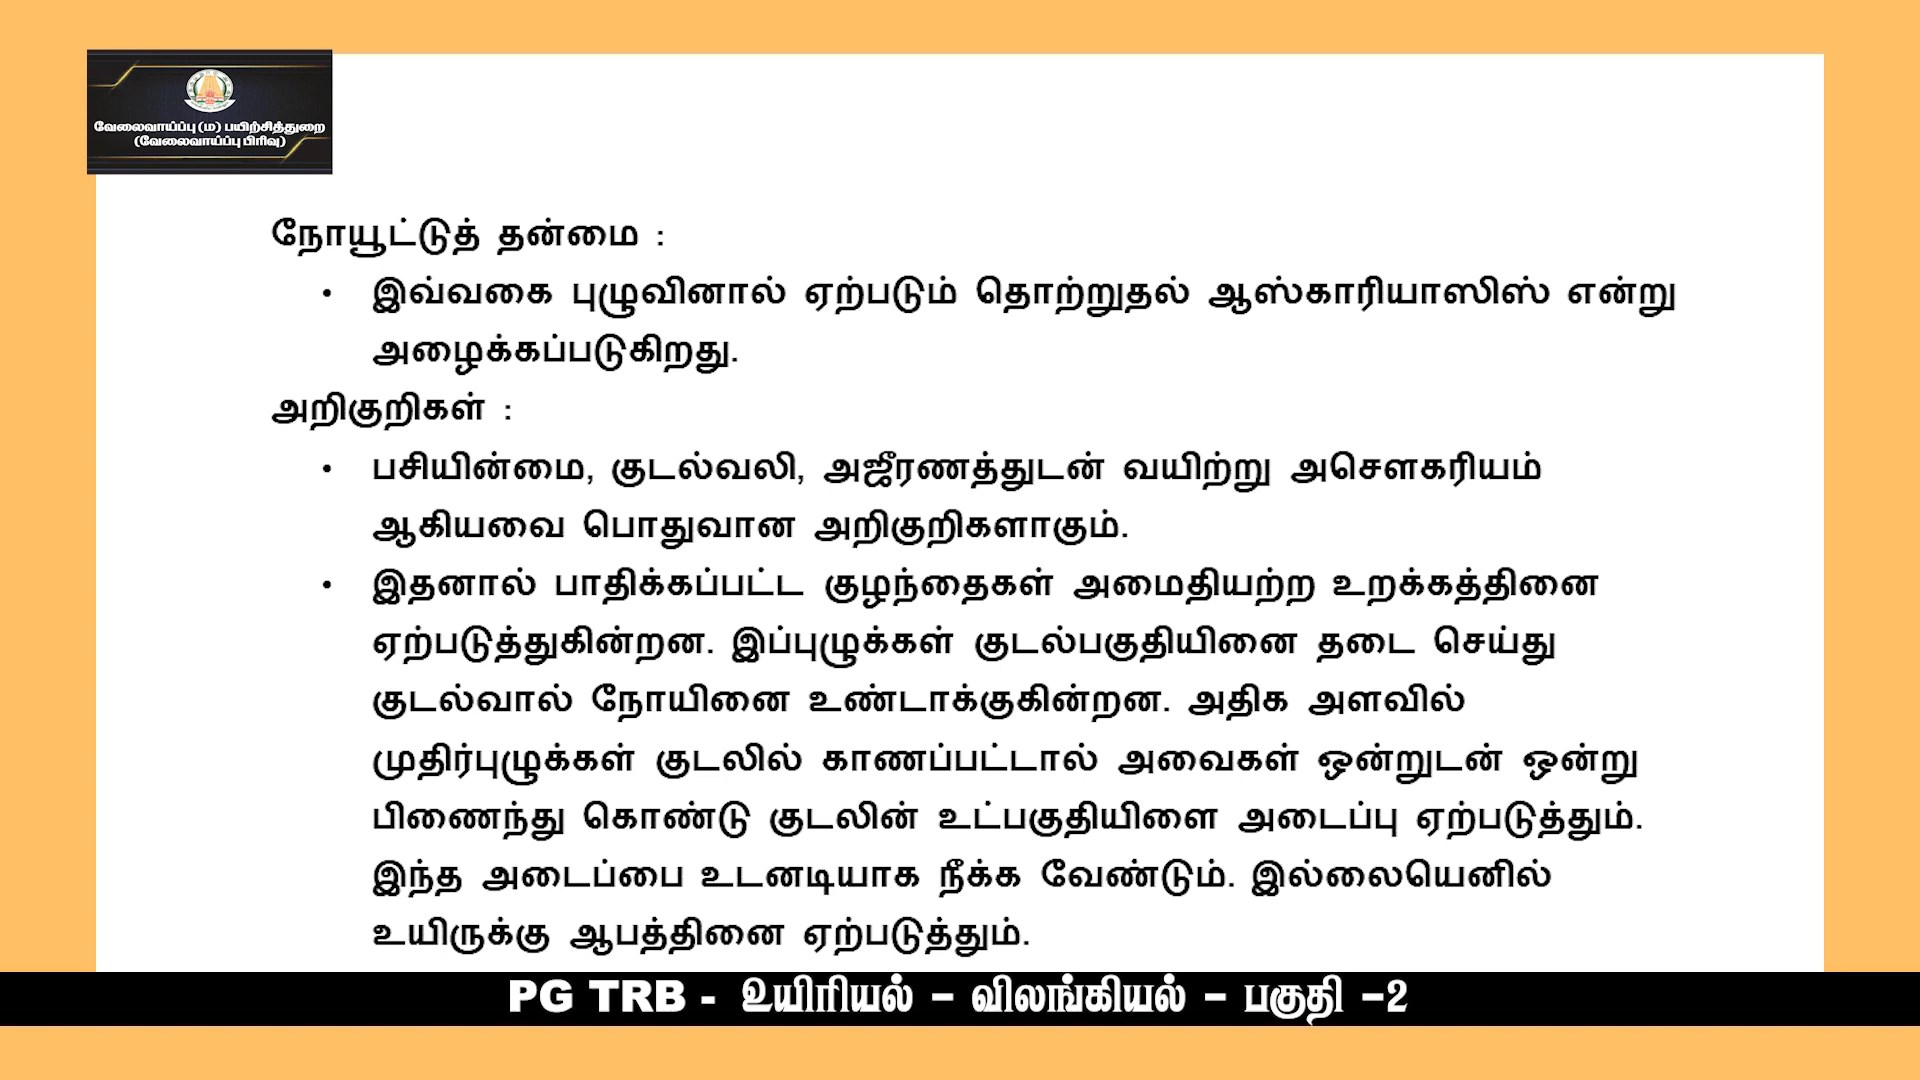 வேலைவாய்ப்பு (ம) பயிற்சித்துறை
(வேலைவாய்ப்பு பிரிவு)
நோயூட்டுத் தன்மை :
• இவ்வகை புழுவினால் ஏற்படும் தொற்றுதல் ஆஸ்காரியாஸிஸ் என்று
அழைக்கப்படுகிறது.
அறிகுறிகள் :
• பசியின்மை, குடல்வலி, அஜீரணத்துடன் வயிற்று அசௌகரியம்
ஆகியவை பொதுவான அறிகுறிகளாகும்.
• இதனால் பாதிக்கப்பட்ட குழந்தைகள் அமைதியற்ற உறக்கத்தினை
ஏற்படுத்துகின்றன. இப்புழுக்கள் குடல்பகுதியினை தடை செய்து
குடல்வால் நோயினை உண்டாக்குகின்றன. அதிக அளவில்
முதிர்புழுக்கள் குடலில் காணப்பட்டால் அவைகள் ஒன்றுடன் ஒன்று
பிணைந்து கொண்டு குடலின் உட்பகுதியிளை அடைப்பு ஏற்படுத்தும்.
இந்த அடைப்பை உடனடியாக நீக்க வேண்டும். இல்லையெனில்
உயிருக்கு ஆபத்தினை ஏற்படுத்தும்.
PG TRB - உயிரியல் – விலங்கியல் – பகுதி –2